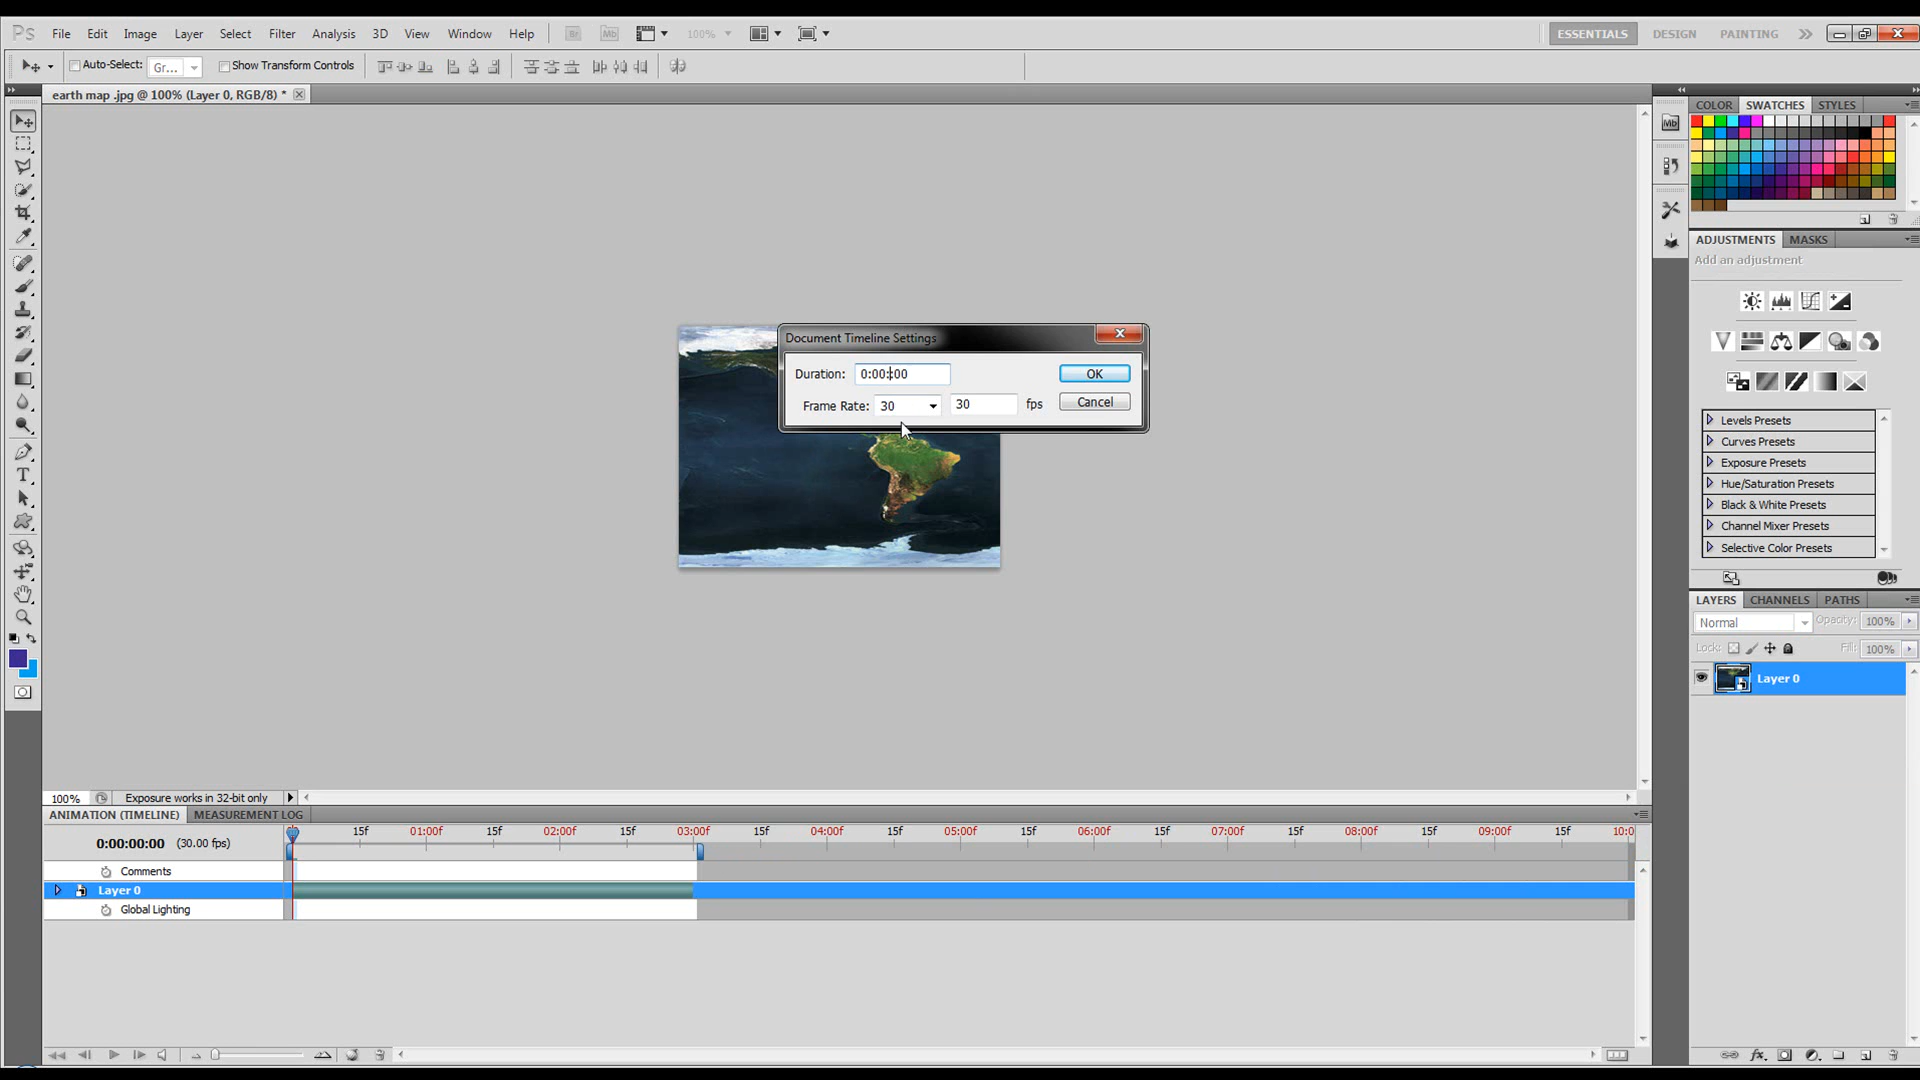 Ps File Edit Image Layer Select Filter Analysis 3D View Window Help Br Mb 100% ESSENTIALS DESIGN PAINTING
Auto-Select: Gr... Show Transform Controls
earth map .jpg @ 100% (Layer 0, RGB/8) *
COLOR SWATCHES STYLES
Mb
ADJUSTMENTS MASKS
Add an adjustment
Document Timeline Settings
Duration: 0:00:00 OK
Frame Rate: 30 30 fps Cancel
Levels Presets
Curves Presets
Exposure Presets
Hue/Saturation Presets
Black & White Presets
Channel Mixer Presets
Selective Color Presets
LAYERS CHANNELS PATHS
Normal Opacity: 100%
Lock: Fill: 100%
Layer 0
100% Exposure works in 32-bit only
ANIMATION (TIMELINE) MEASUREMENT LOG
0:00:00:00 (30.00 fps) 15f 01:00f 15f 02:00f 15f 03:00f 15f 04:00f 15f 05:00f 15f 06:00f 15f 07:00f 15f 08:00f 15f 09:00f 15f 10:0
Comments
Layer 0
Global Lighting
fx